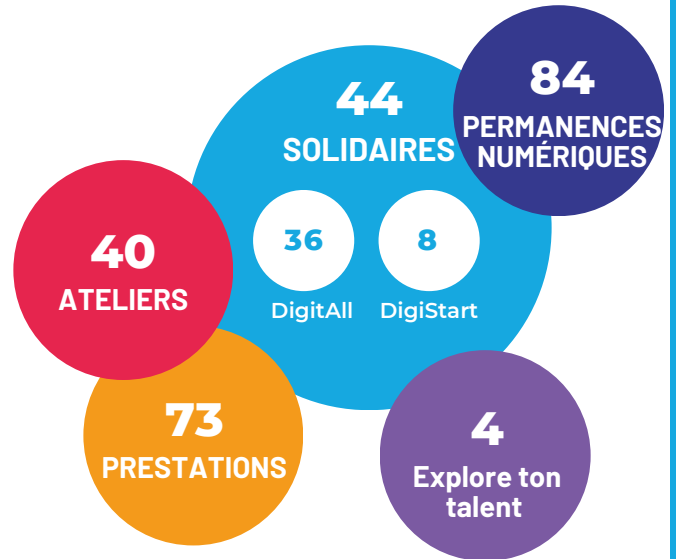 44
SOLIDAIRES
36
DigitAll
8
DigiStart
84
PERMANENCES
NUMÉRIQUES
40
ATELIERS
73
PRESTATIONS
4
Explore ton
talent